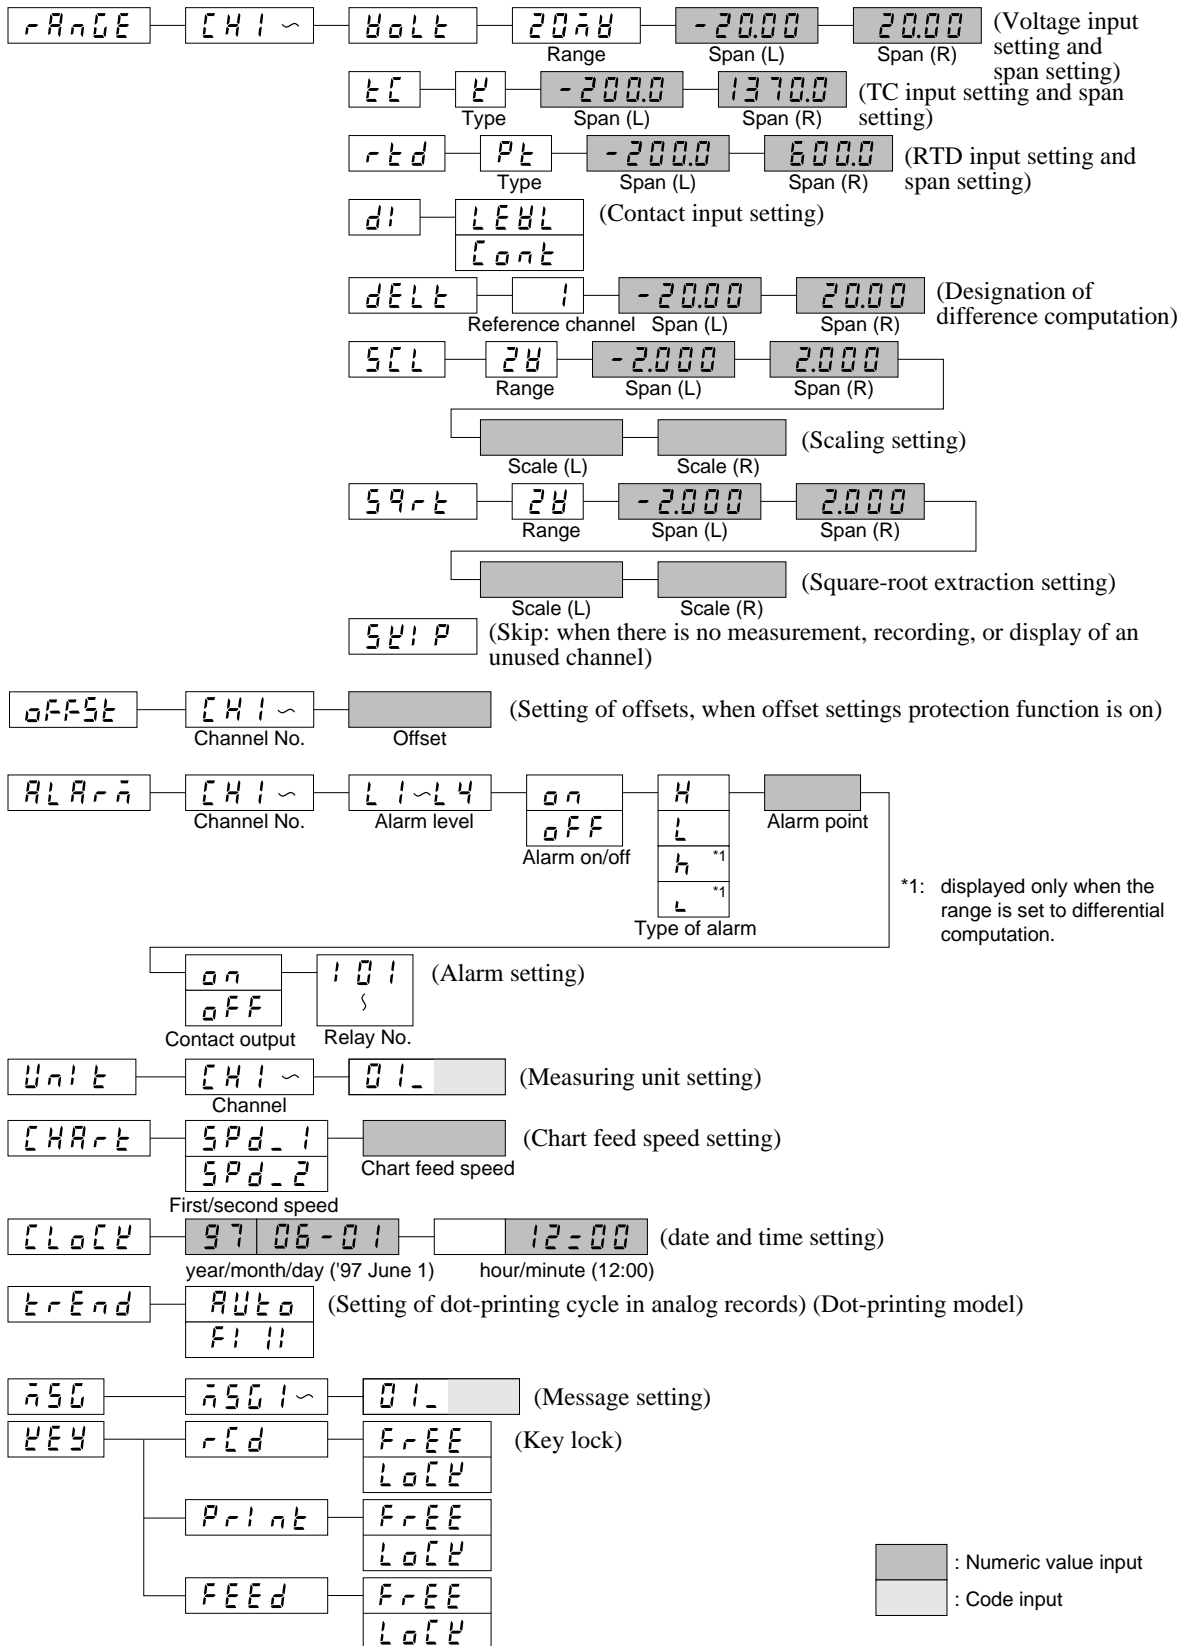 rAnGE CH1~ VoLt 20mV -20.00 20.00 (Voltage input
Range Span (L) Span (R) setting and
span setting)
tC K -200.0 1370.0 (TC input setting and span
Type Span (L) Span (R) setting)
rtd Pt -200.0 600.0 (RTD input setting and
Type Span (L) Span (R) span setting)
dI LEVL (Contact input setting)
Cont
dELt 1 -20.00 20.00 (Designation of
Reference channel Span (L) Span (R) difference computation)
SCL 2V -2.000 2.000
Range Span (L) Span (R)
(Scaling setting)
Scale (L) Scale (R)
Sqrt 2V -2.000 2.000
Range Span (L) Span (R)
(Square-root extraction setting)
Scale (L) Scale (R)
SKIP (Skip: when there is no measurement, recording, or display of an
unused channel)
oFFSt CH1~ (Setting of offsets, when offset settings protection function is on)
Channel No. Offset
ALArm CH1~ L1~L4 on H
Channel No. Alarm level oFF L Alarm point
Alarm on/off h *1
L *1
Type of alarm
*1: displayed only when the
range is set to differential
computation.
on 101 (Alarm setting)
oFF ~
Contact output Relay No.
UnIt CH1~ 01_ (Measuring unit setting)
Channel
CHArt SPd_1 (Chart feed speed setting)
SPd_2 Chart feed speed
First/second speed
CLoCK 97 06-01 12=00 (date and time setting)
year/month/day ('97 June 1) hour/minute (12:00)
trEnd AUto (Setting of dot-printing cycle in analog records) (Dot-printing model)
FI II
mSG mSG1~ 01_ (Message setting)
KEY rCd FrEE (Key lock)
LoCK
PrInt FrEE
LoCK
FEEd FrEE
LoCK
: Numeric value input
: Code input